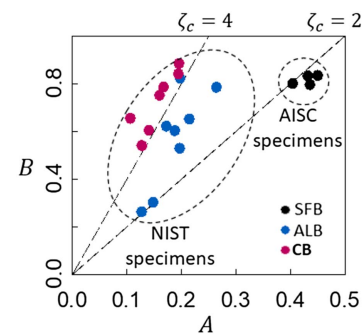 ζc = 4
ζc = 2
0.8
AISC
specimens
B
0.4
SFB
ALB
NIST
CB
specimens
0.0
0.0 0.1 0.2 0.3 0.4 0.5
A